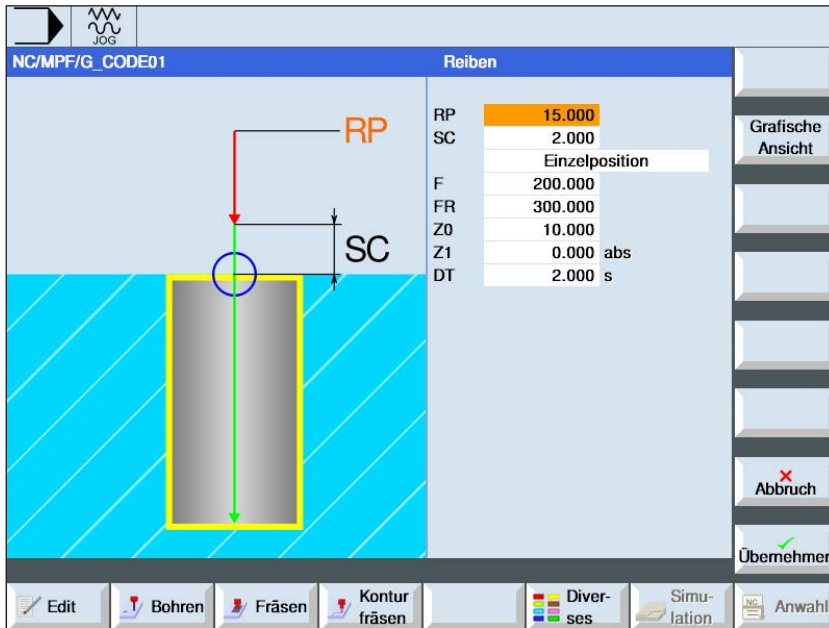 JOG
NC/MPF/G_CODE01
Reiben
RP
SC
RP 15.000
SC 2.000
Einzelposition
F 200.000
FR 300.000
Z0 10.000
Z1 0.000 abs
DT 2.000 s
Grafische
Ansicht
Abbruch
Übernehmen
Edit
Bohren
Fräsen
Kontur
fräsen
Diver-
ses
Simu-
lation
NC
Anwahl